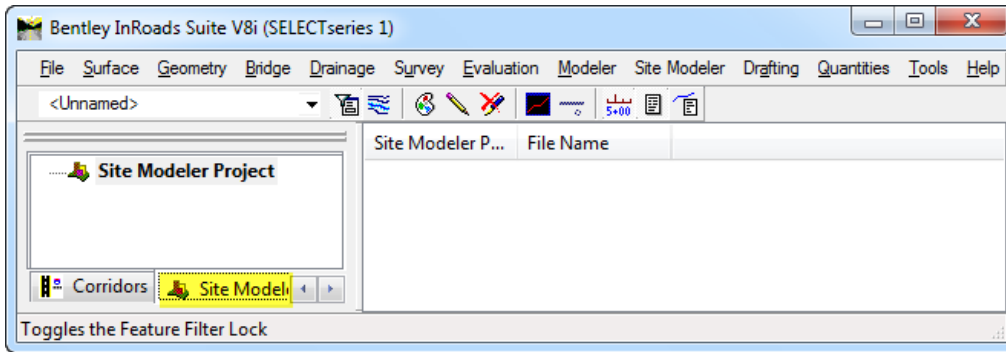 Bentley InRoads Suite V8i (SELECTseries 1)
File Surface Geometry Bridge Drainage Survey Evaluation Modeler Site Modeler Drafting Quantities Tools Help
<Unnamed>
5+00
Site Modeler P... File Name
Site Modeler Project
Corridors Site Modele
Toggles the Feature Filter Lock